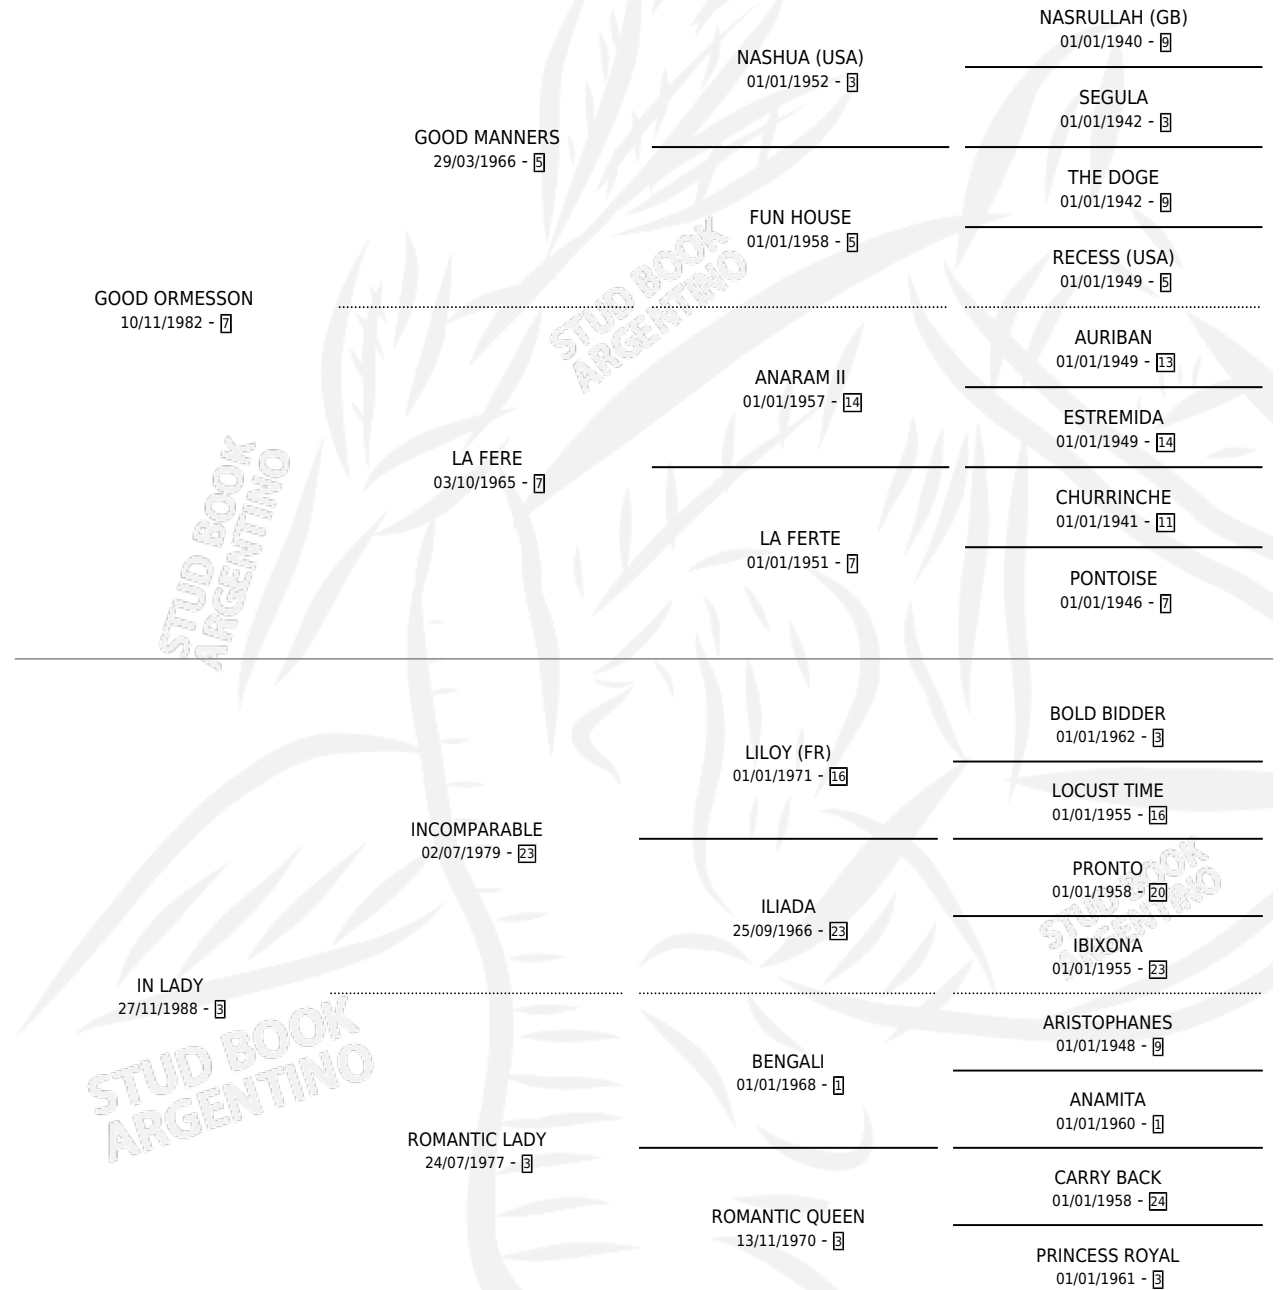 NASRULLAH (GB)
01/01/1940 - 9
NASHUA (USA)
01/01/1952 - 3
SEGULA
01/01/1942 - 3
GOOD MANNERS
29/03/1966 - 5
THE DOGE
01/01/1942 - 9
FUN HOUSE
01/01/1958 - 5
RECESS (USA)
01/01/1949 - 5
GOOD ORMESSON
10/11/1982 - 7
AURIBAN
01/01/1949 - 13
ANARAM II
01/01/1957 - 14
ESTREMIDA
01/01/1949 - 14
LA FERE
03/10/1965 - 7
CHURRINCHE
01/01/1941 - 11
LA FERTE
01/01/1951 - 7
PONTOISE
01/01/1946 - 7
BOLD BIDDER
01/01/1962 - 3
LILOY (FR)
01/01/1971 - 16
LOCUST TIME
01/01/1955 - 16
INCOMPARABLE
02/07/1979 - 23
PRONTO
01/01/1958 - 20
ILIADA
25/09/1966 - 23
IBIXONA
01/01/1955 - 23
IN LADY
27/11/1988 - 3
ARISTOPHANES
01/01/1948 - 9
BENGALI
01/01/1968 - 1
ANAMITA
01/01/1960 - 1
ROMANTIC LADY
24/07/1977 - 3
CARRY BACK
01/01/1958 - 24
ROMANTIC QUEEN
13/11/1970 - 3
PRINCESS ROYAL
01/01/1961 - 3
STUD BOOK
ARGENTINO
STUD BOOK
ARGENTINO
STUD BOOK
ARGENTINO
STUD BOOK
ARGENTINO